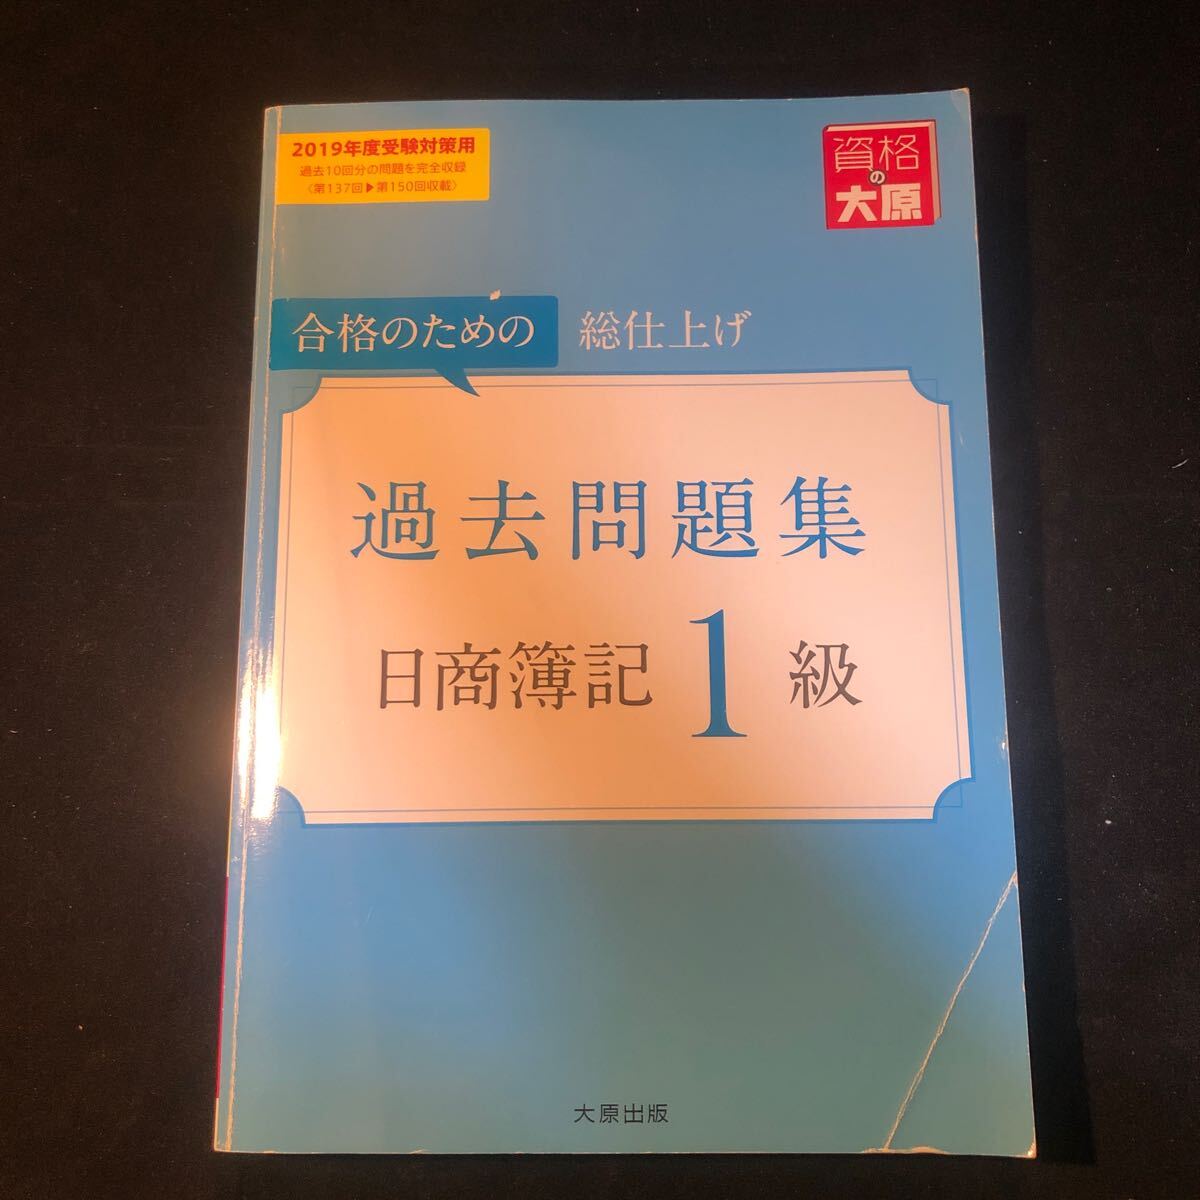 2019年度受験対策用
過去10回分の問題を完全収録
〈第137回▶第150回収載〉
資格
の
大原
合格のための
総仕上げ
過去問題集
日商簿記1級
大原出版